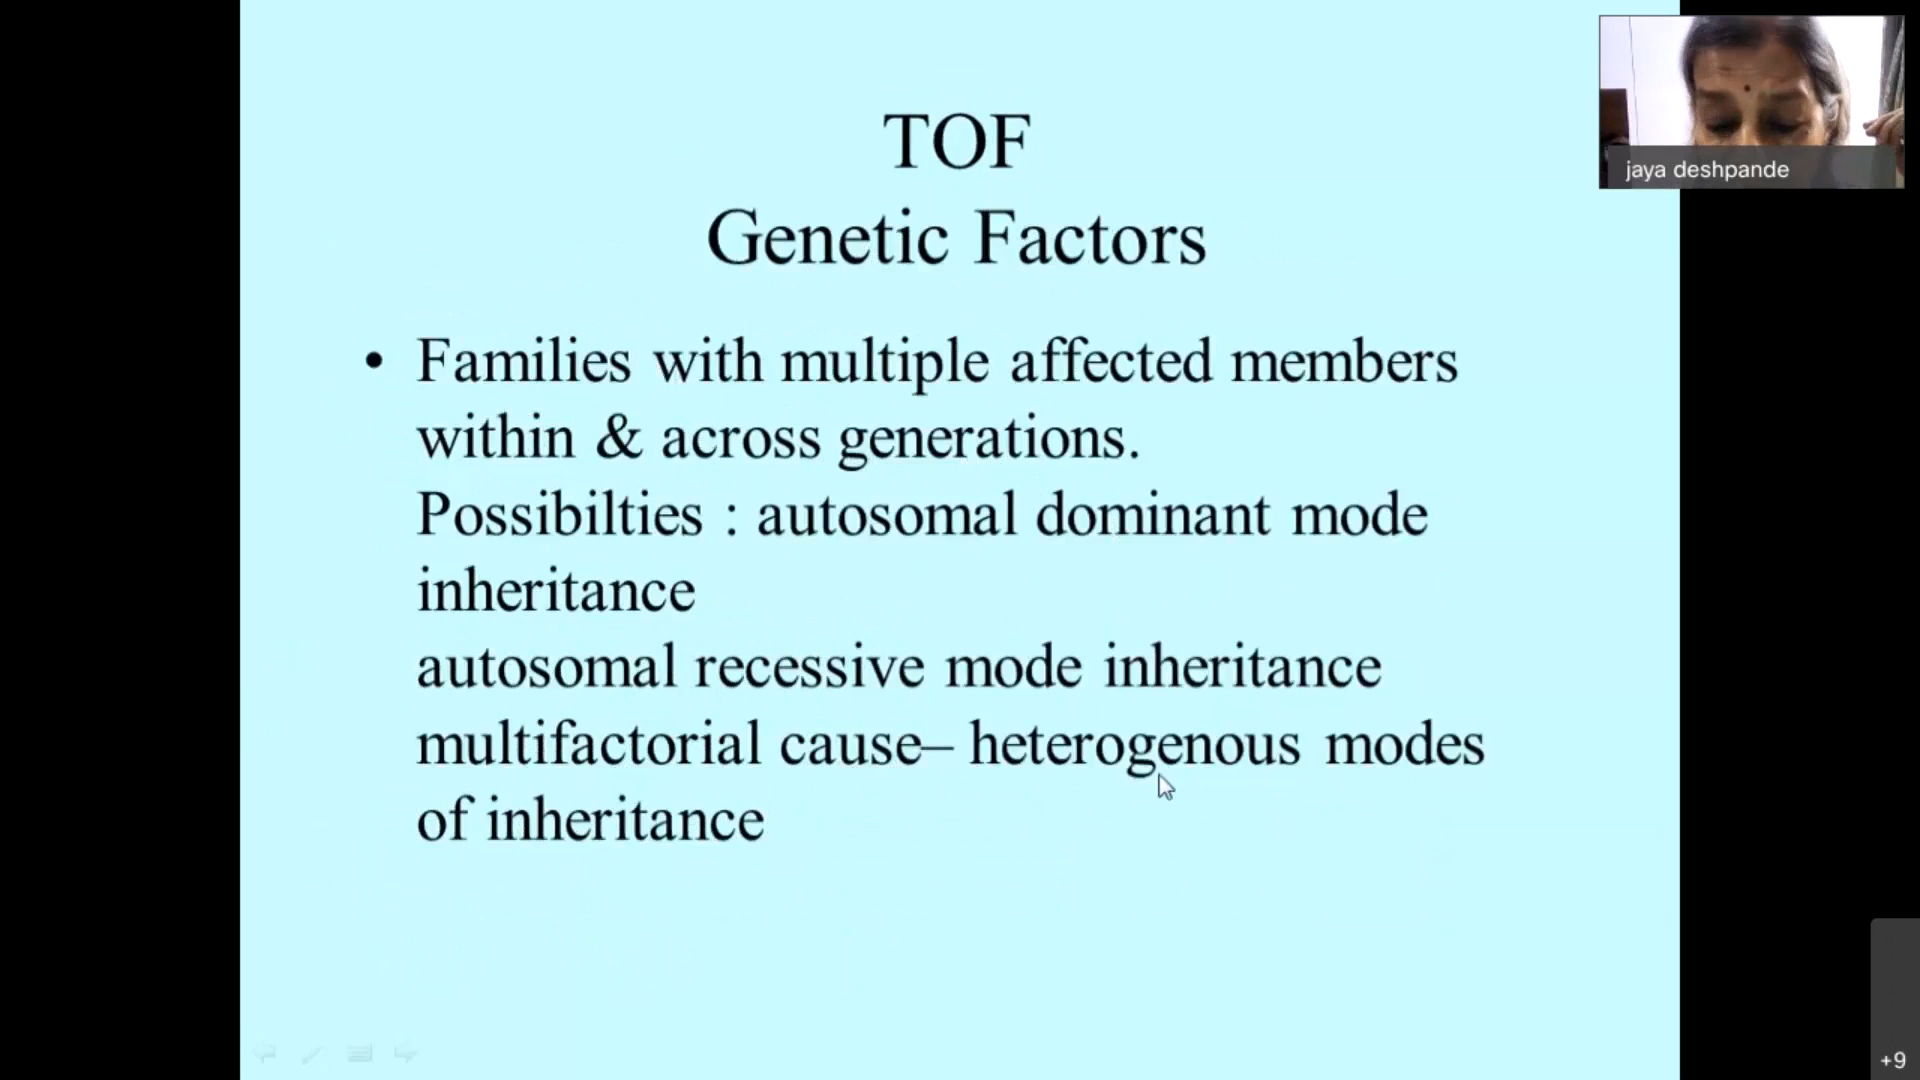 TOF
Genetic Factors
• Families with multiple affected members
within & across generations.
Possibilties : autosomal dominant mode
inheritance
autosomal recessive mode inheritance
multifactorial cause– heterogenous modes
of inheritance
jaya deshpande
+9